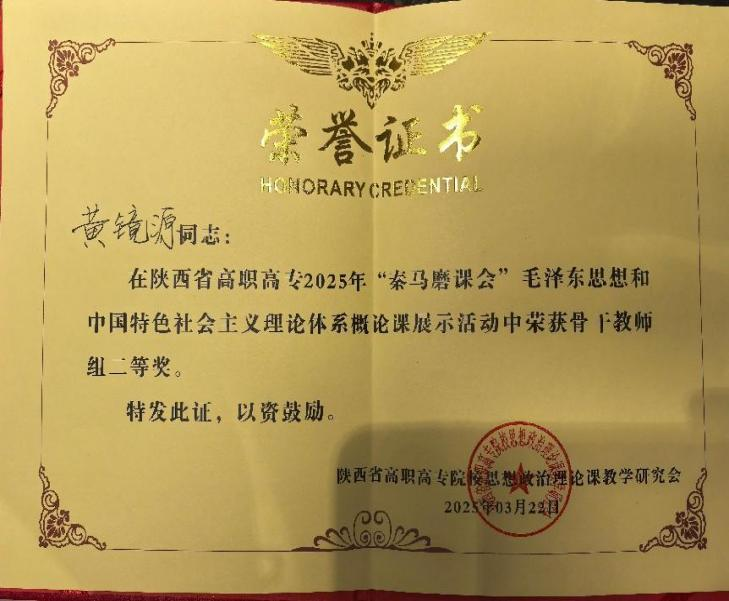 荣誉证书
HONORARY CREDENTIAL
黄镜源同志：
在陕西省高职高专2025年“秦马磨课会”毛泽东思想和
中国特色社会主义理论体系概论课展示活动中荣获骨干教师
组二等奖。
特发此证，以资鼓励。
陕西省高职高专院校思想政治理论课教学研究会
2025年03月22日